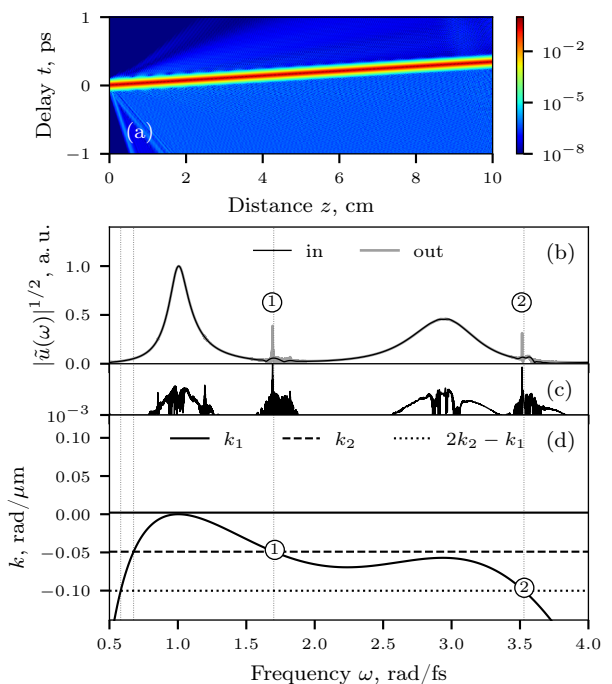 1
0
−1
Delay t, ps
(a)
0 2 4 6 8 10
Distance z, cm
10⁻²
10⁻⁵
10⁻⁸
|ũ(ω)|^{1/2}, a. u.
1.0
0.5
0.0
in out (b)
1 2
10⁻³
(c)
k, rad/μm
0.10
0.05
0.00
−0.05
−0.10
k₁ k₂ 2k₂ − k₁
(d)
1
2
0.5 1.0 1.5 2.0 2.5 3.0 3.5 4.0
Frequency ω, rad/fs